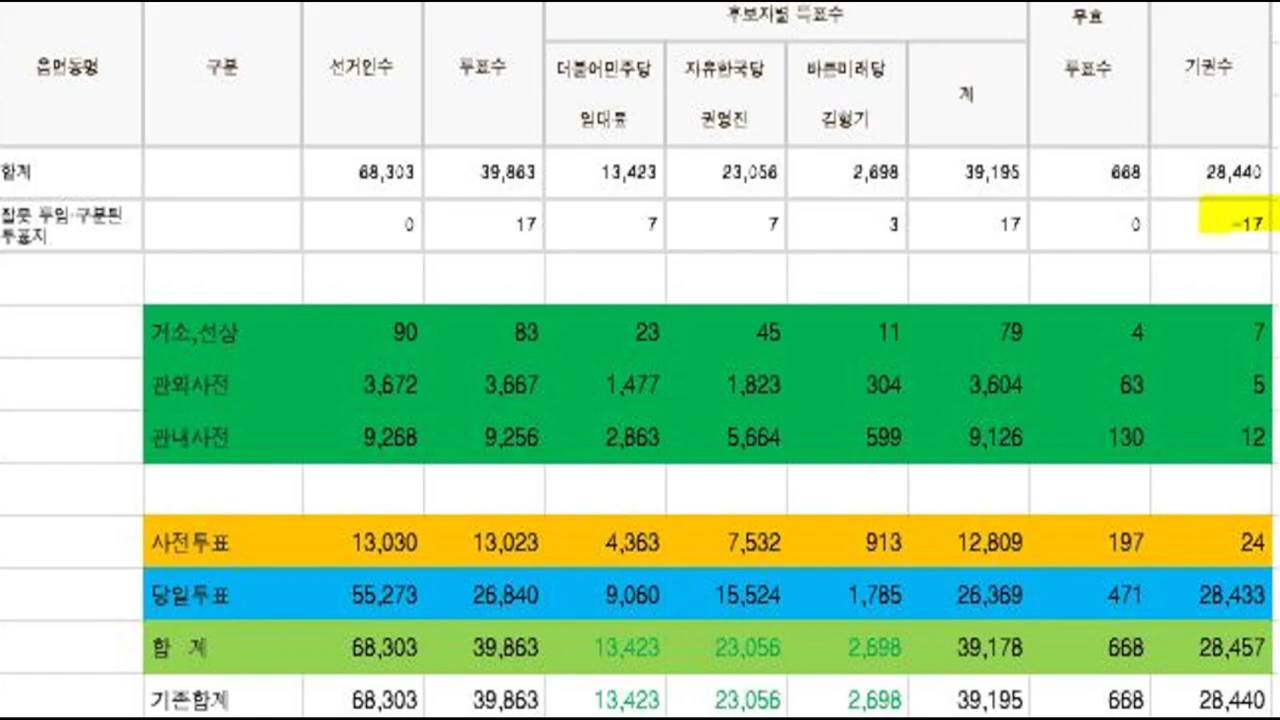 후보자별 득표수
무효
읍면동명 구분 선거인수 투표수 더불어민주당 자유한국당 바른미래당 계 투표수 기권수
임대윤 권영진 김형기
합계 68,303 39,863 13,423 23,056 2,698 39,195 668 28,440
잘못 투입·구분된
투표지 0 17 7 7 3 17 0 -17
거소,선상 90 83 23 45 11 79 4 7
관외사전 3,672 3,667 1,477 1,823 304 3,604 63 5
관내사전 9,268 9,256 2,863 5,664 599 9,126 130 12
사전투표 13,030 13,023 4,363 7,532 913 12,809 197 24
당일투표 55,273 26,840 9,060 15,524 1,785 26,369 471 28,433
합 계 68,303 39,863 13,423 23,056 2,698 39,178 668 28,457
기존합계 68,303 39,863 13,423 23,056 2,698 39,195 668 28,440